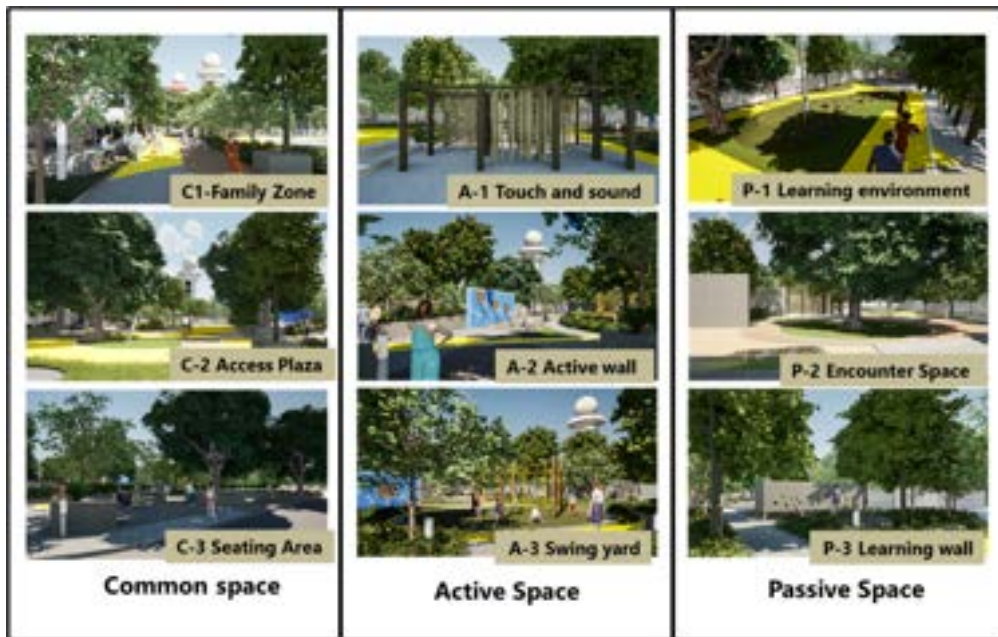 C1-Family Zone
A-1 Touch and sound
P-1 Learning environment
C-2 Access Plaza
A-2 Active wall
P-2 Encounter Space
C-3 Seating Area
A-3 Swing yard
P-3 Learning wall
Common space
Active Space
Passive Space